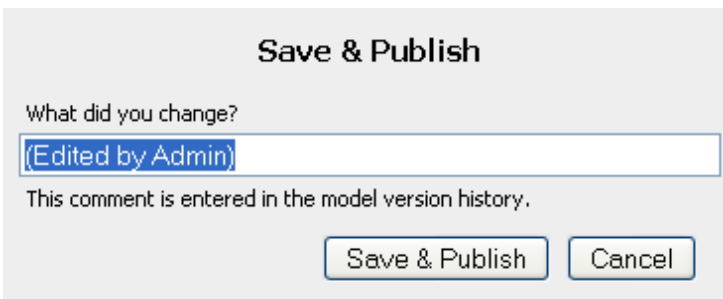 Save & Publish
What did you change?
(Edited by Admin)
This comment is entered in the model version history.
Save & Publish Cancel